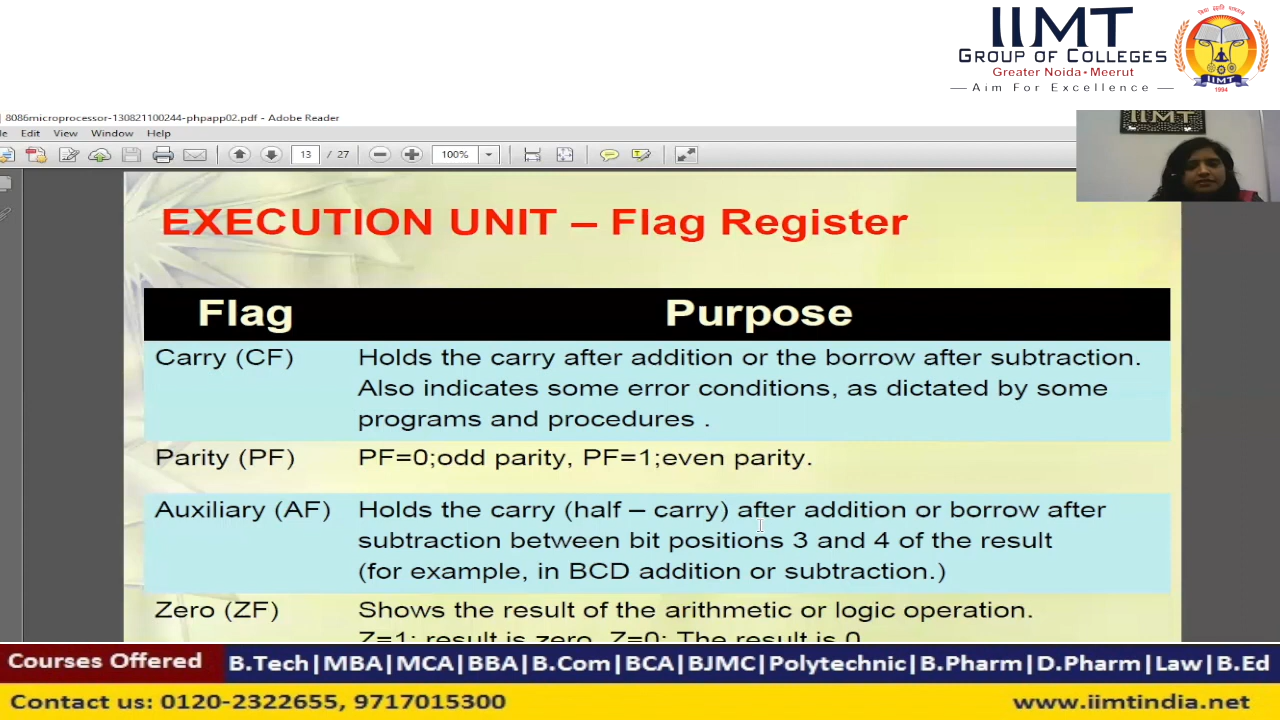 IIMT
GROUP OF COLLEGES
Greater Noida • Meerut
— Aim For Excellence —
IIMT
1994
8086microprocessor-130821100244-phpapp02.pdf - Adobe Reader
Edit View Window Help
13 / 27 100%
IIMT
EXECUTION UNIT – Flag Register
Flag Purpose
Carry (CF) Holds the carry after addition or the borrow after subtraction.
Also indicates some error conditions, as dictated by some
programs and procedures .
Parity (PF) PF=0;odd parity, PF=1;even parity.
Auxiliary (AF) Holds the carry (half – carry) after addition or borrow after
subtraction between bit positions 3 and 4 of the result
(for example, in BCD addition or subtraction.)
Zero (ZF) Shows the result of the arithmetic or logic operation.
Z=1; result is zero. Z=0; The result is 0
Courses Offered B.Tech|MBA|MCA|BBA|B.Com|BCA|BJMC|Polytechnic|B.Pharm|D.Pharm|Law|B.Ed
Contact us: 0120-2322655, 9717015300 www.iimtindia.net